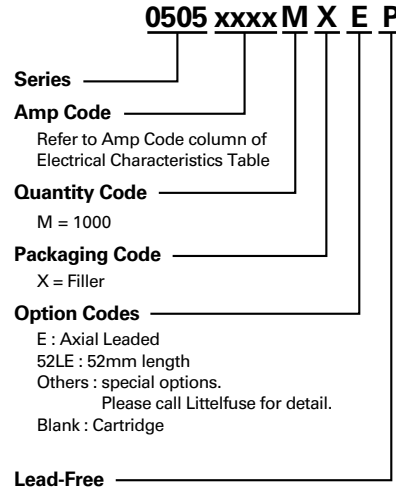 0505 xxxx M X E P
Series
Amp Code
Refer to Amp Code column of
Electrical Characteristics Table
Quantity Code
M = 1000
Packaging Code
X = Filler
Option Codes
E : Axial Leaded
52LE : 52mm length
Others : special options.
Please call Littelfuse for detail.
Blank : Cartridge
Lead-Free